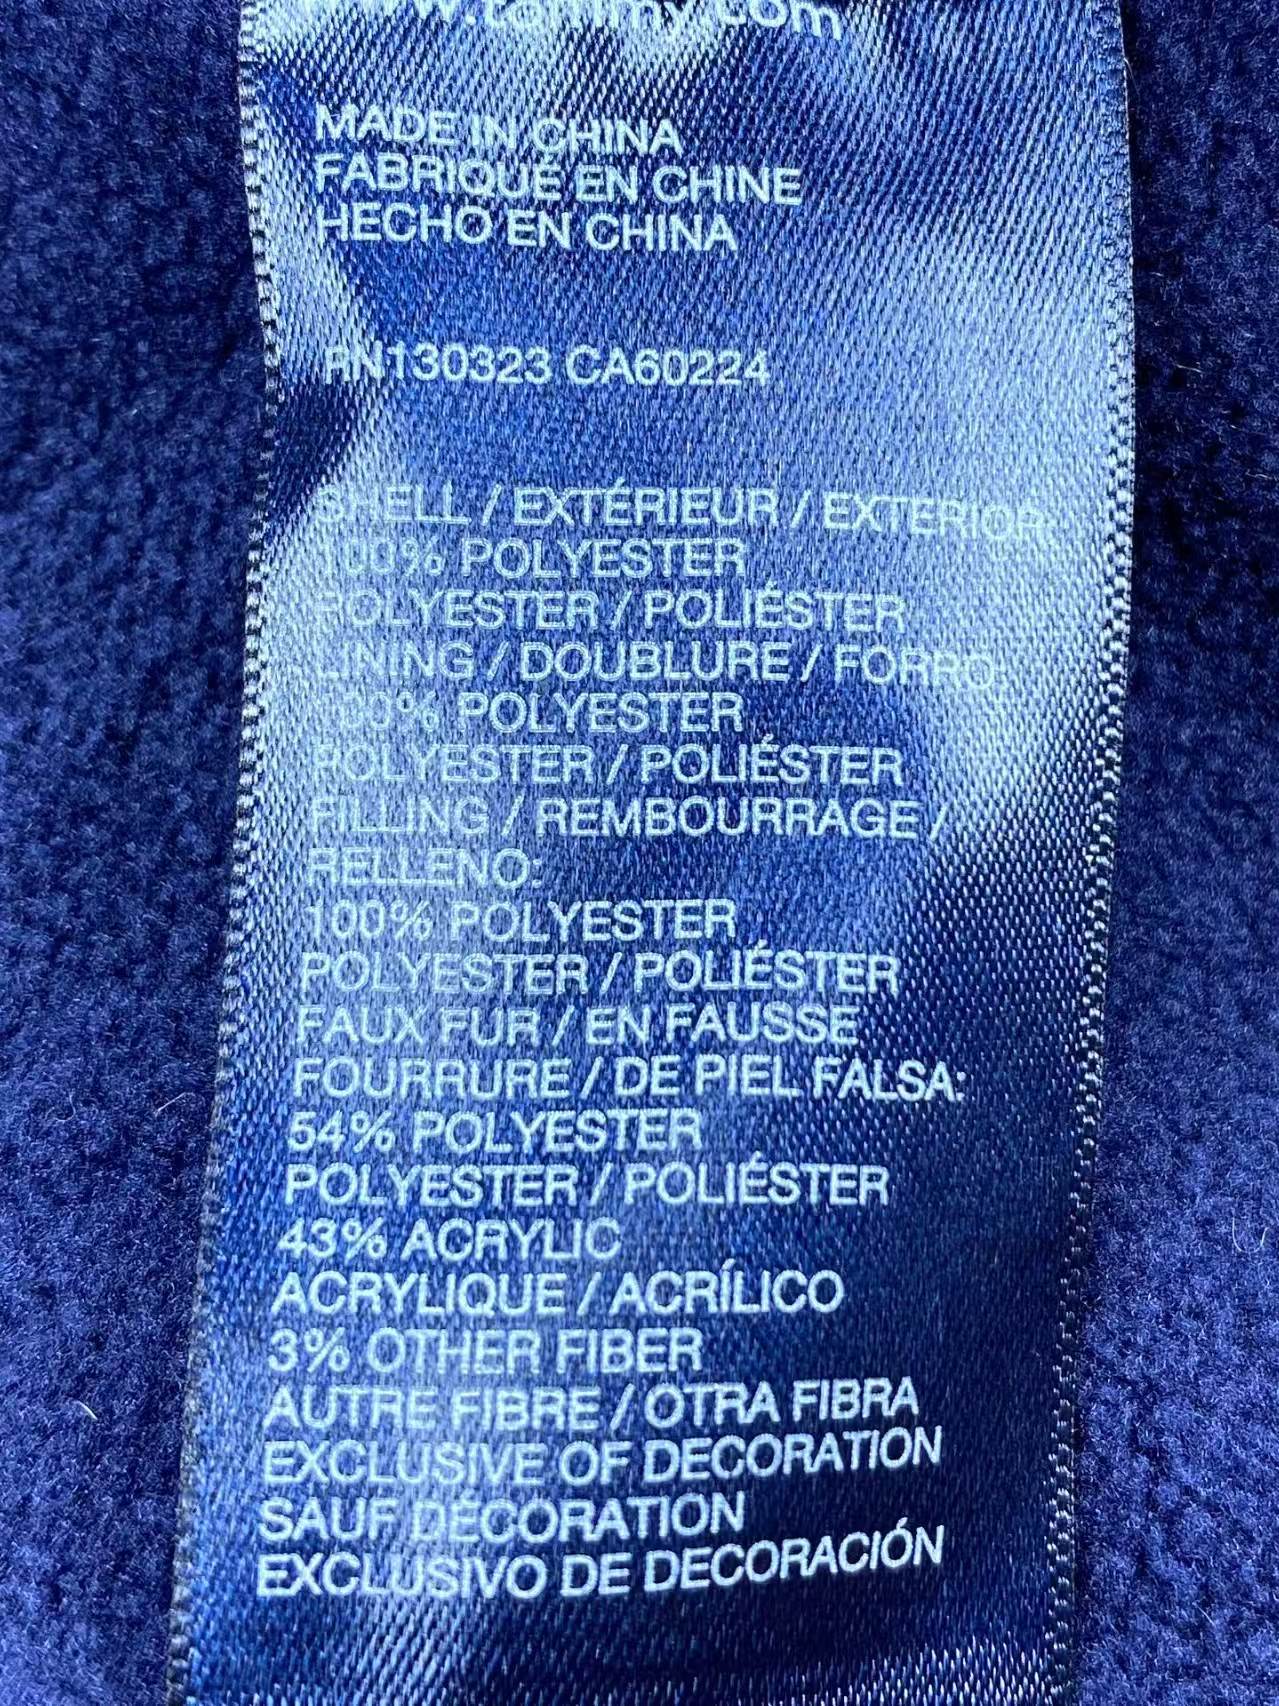 w.tommy.com
MADE IN CHINA
FABRIQUÉ EN CHINE
HECHO EN CHINA
RN130323 CA60224
SHELL / EXTÉRIEUR / EXTERIOR:
100% POLYESTER
POLYESTER / POLIÉSTER
LINING / DOUBLURE / FORRO:
100% POLYESTER
POLYESTER / POLIÉSTER
FILLING / REMBOURRAGE /
RELLENO:
100% POLYESTER
POLYESTER / POLIÉSTER
FAUX FUR / EN FAUSSE
FOURRURE / DE PIEL FALSA:
54% POLYESTER
POLYESTER / POLIÉSTER
43% ACRYLIC
ACRYLIQUE / ACRÍLICO
3% OTHER FIBER
AUTRE FIBRE / OTRA FIBRA
EXCLUSIVE OF DECORATION
SAUF DÉCORATION
EXCLUSIVO DE DECORACIÓN